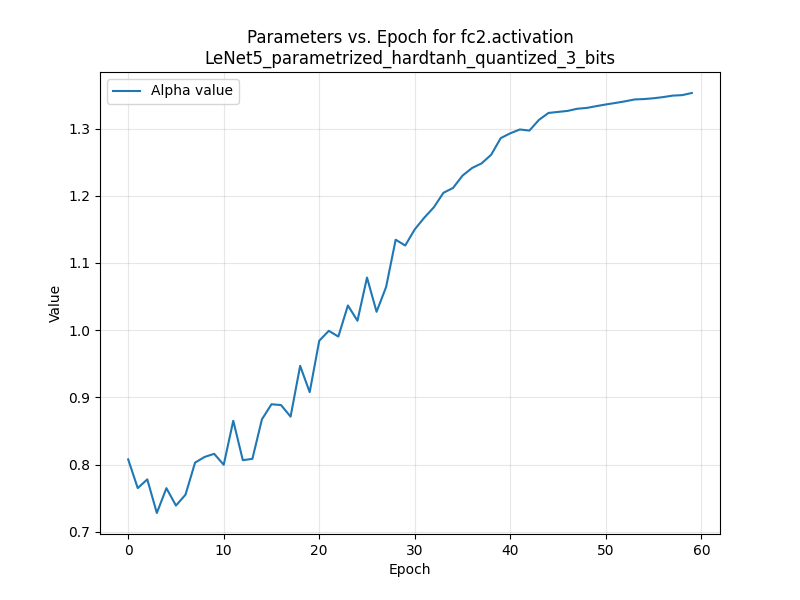 Parameters vs. Epoch for fc2.activation
LeNet5_parametrized_hardtanh_quantized_3_bits
Alpha value
1.3
1.2
1.1
1.0
0.9
0.8
0.7
Value
0 10 20 30 40 50 60
Epoch